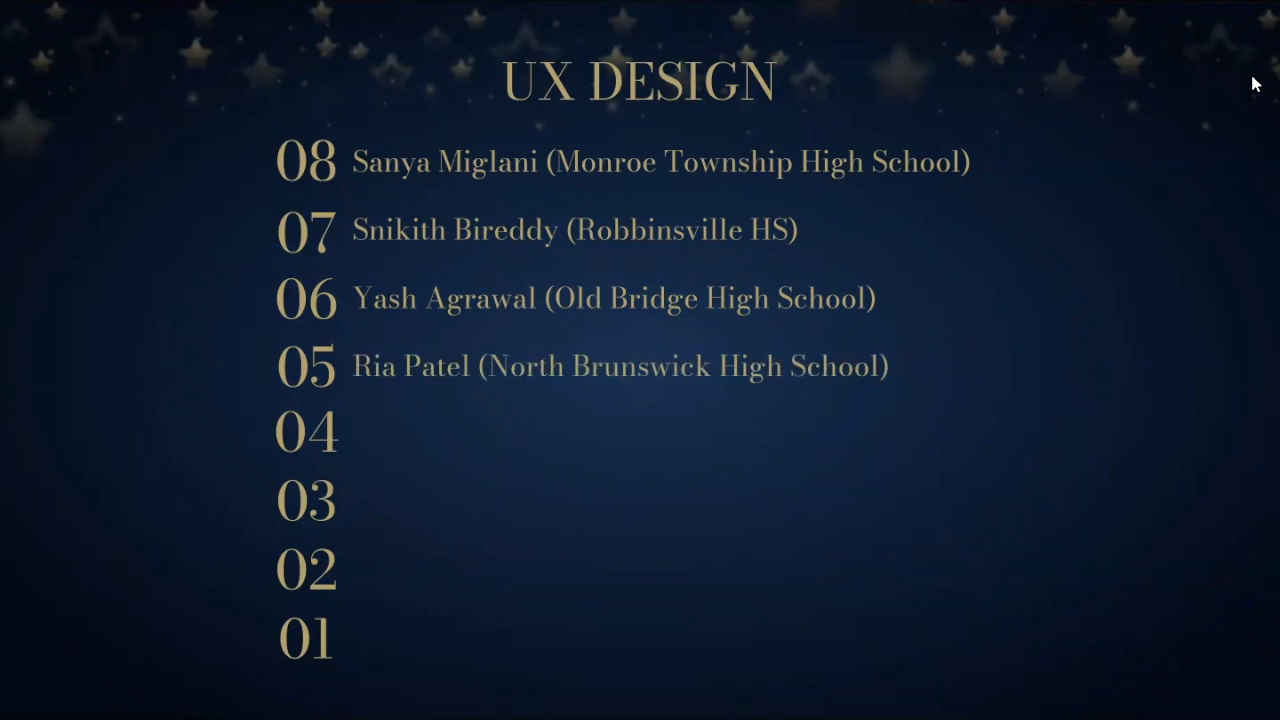 UX DESIGN
08 Sanya Miglani (Monroe Township High School)
07 Snikith Bireddy (Robbinsville HS)
06 Yash Agrawal (Old Bridge High School)
05 Ria Patel (North Brunswick High School)
04
03
02
01